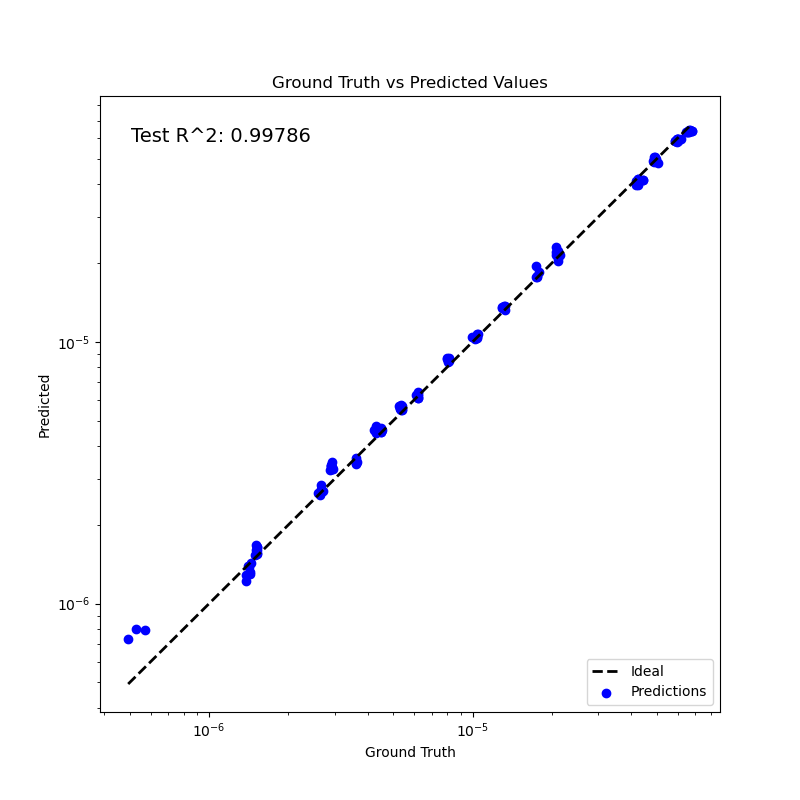 Ground Truth vs Predicted Values
Test R^2: 0.99786
10⁻⁵
10⁻⁶
Predicted
10⁻⁶
10⁻⁵
Ground Truth
Ideal
Predictions